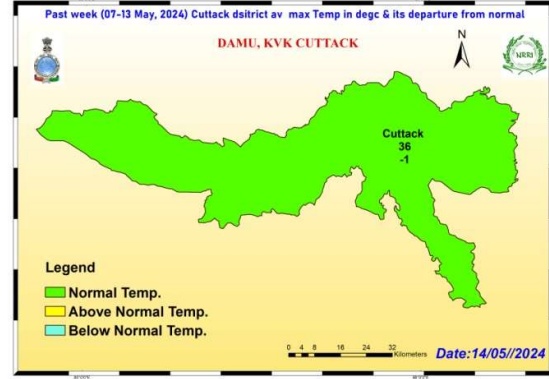 Past week (07-13 May, 2024) Cuttack dsitrict av max Temp in degc & its departure from normal
DAMU, KVK CUTTACK
N
NRRI
Cuttack
36
-1
Legend
Normal Temp.
Above Normal Temp.
Below Normal Temp.
0 4 8 16 24 32
Kilometers
Date:14/05//2024